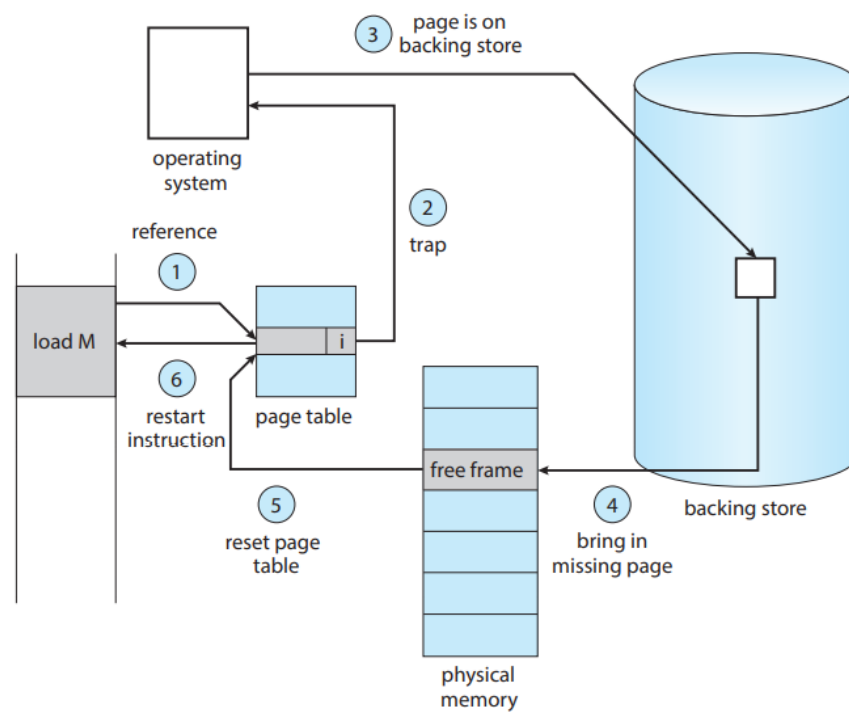 3
page is on
backing store
operating
system
2
trap
reference
1
load M
i
6
restart
instruction
page table
free frame
5
reset page
table
4
bring in
missing page
backing store
physical
memory